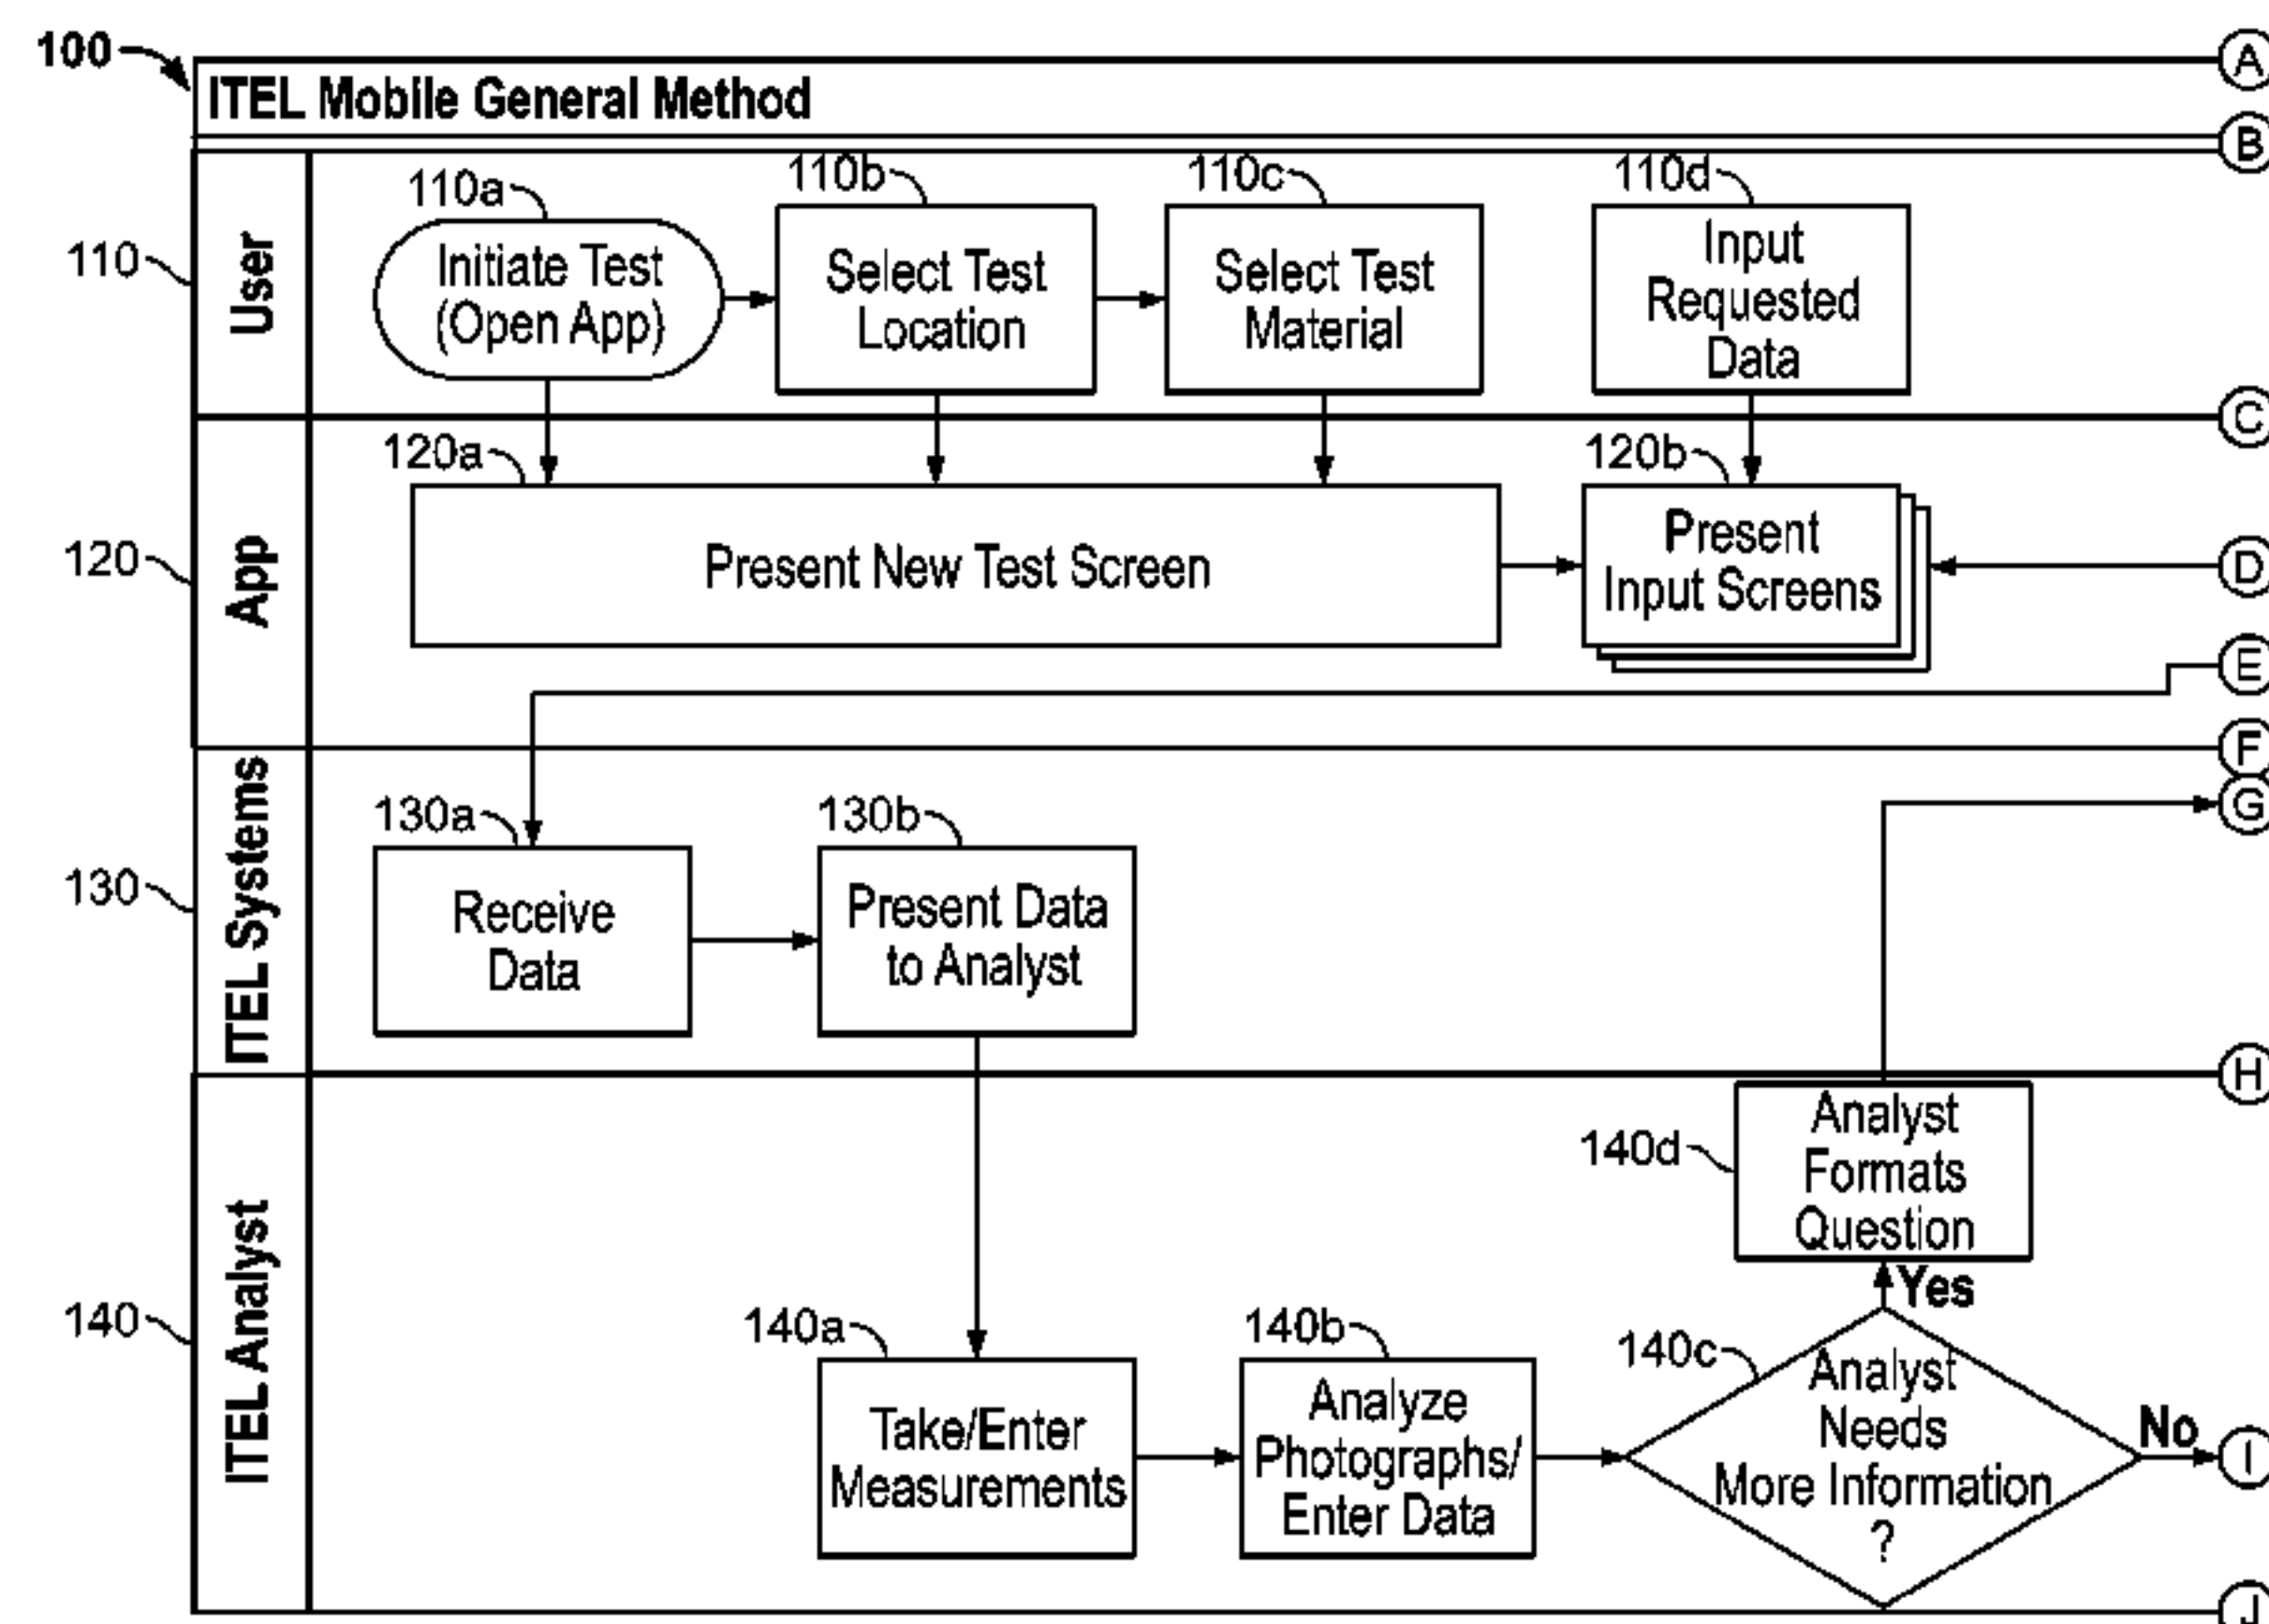 100
A
ITEL Mobile General Method
B
110
User
110a
Initiate Test
(Open App)
110b
Select Test
Location
110c
Select Test
Material
110d
Input
Requested
Data
C
120
App
120a
Present New Test Screen
120b
Present
Input Screens
D
E
F
G
130
ITEL Systems
130a
Receive
Data
130b
Present Data
to Analyst
H
140
ITEL Analyst
140d
Analyst
Formats
Question
Yes
140a
Take/Enter
Measurements
140b
Analyze
Photographs/
Enter Data
140c
Analyst
Needs
More Information
?
No
I
J